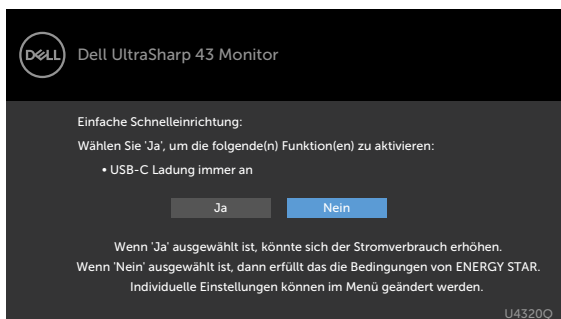 DELL
Dell UltraSharp 43 Monitor
Einfache Schnelleinrichtung:
Wählen Sie 'Ja', um die folgende(n) Funktion(en) zu aktivieren:
• USB-C Ladung immer an
Ja
Nein
Wenn 'Ja' ausgewählt ist, könnte sich der Stromverbrauch erhöhen.
Wenn 'Nein' ausgewählt ist, dann erfüllt das die Bedingungen von ENERGY STAR.
Individuelle Einstellungen können im Menü geändert werden.
U4320Q